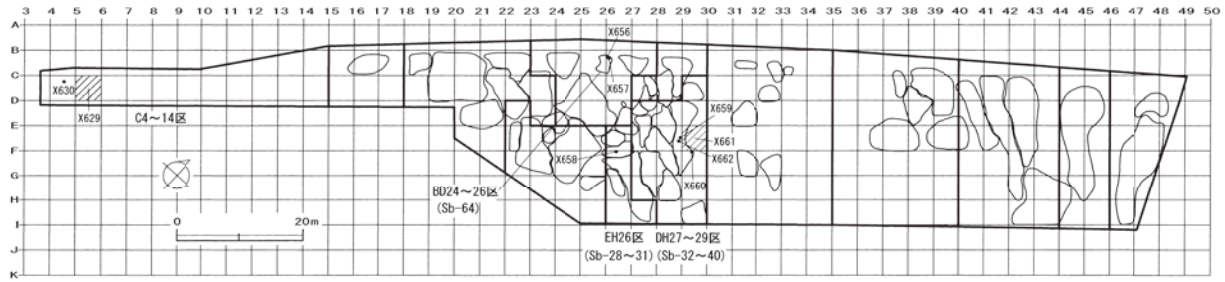 3 4 5 6 7 8 9 10 11 12 13 14 15 16 17 18 19 20 21 22 23 24 25 26 27 28 29 30 31 32 33 34 35 36 37 38 39 40 41 42 43 44 45 46 47 48 49 50
A
B
C
D
E
F
G
H
I
J
K
X656
X630
X657
X629
C4～14区
X659
X661
X658
X662
X660
BD24～26区
(Sb-64)
0
20m
EH26区
DH27～29区
(Sb-28～31)
(Sb-32～40)